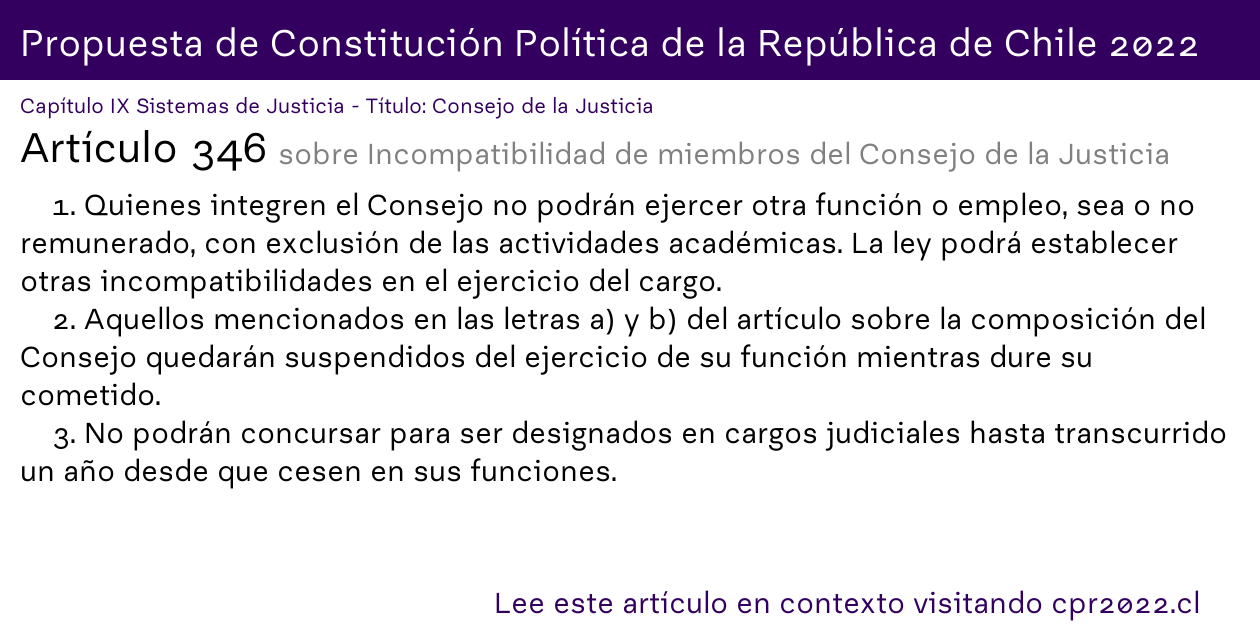 Propuesta de Constitución Política de la República de Chile 2022
Capítulo IX Sistemas de Justicia - Título: Consejo de la Justicia
Artículo 346 sobre Incompatibilidad de miembros del Consejo de la Justicia
1. Quienes integren el Consejo no podrán ejercer otra función o empleo, sea o no
remunerado, con exclusión de las actividades académicas. La ley podrá establecer
otras incompatibilidades en el ejercicio del cargo.
2. Aquellos mencionados en las letras a) y b) del artículo sobre la composición del
Consejo quedarán suspendidos del ejercicio de su función mientras dure su
cometido.
3. No podrán concursar para ser designados en cargos judiciales hasta transcurrido
un año desde que cesen en sus funciones.
Lee este artículo en contexto visitando cpr2022.cl